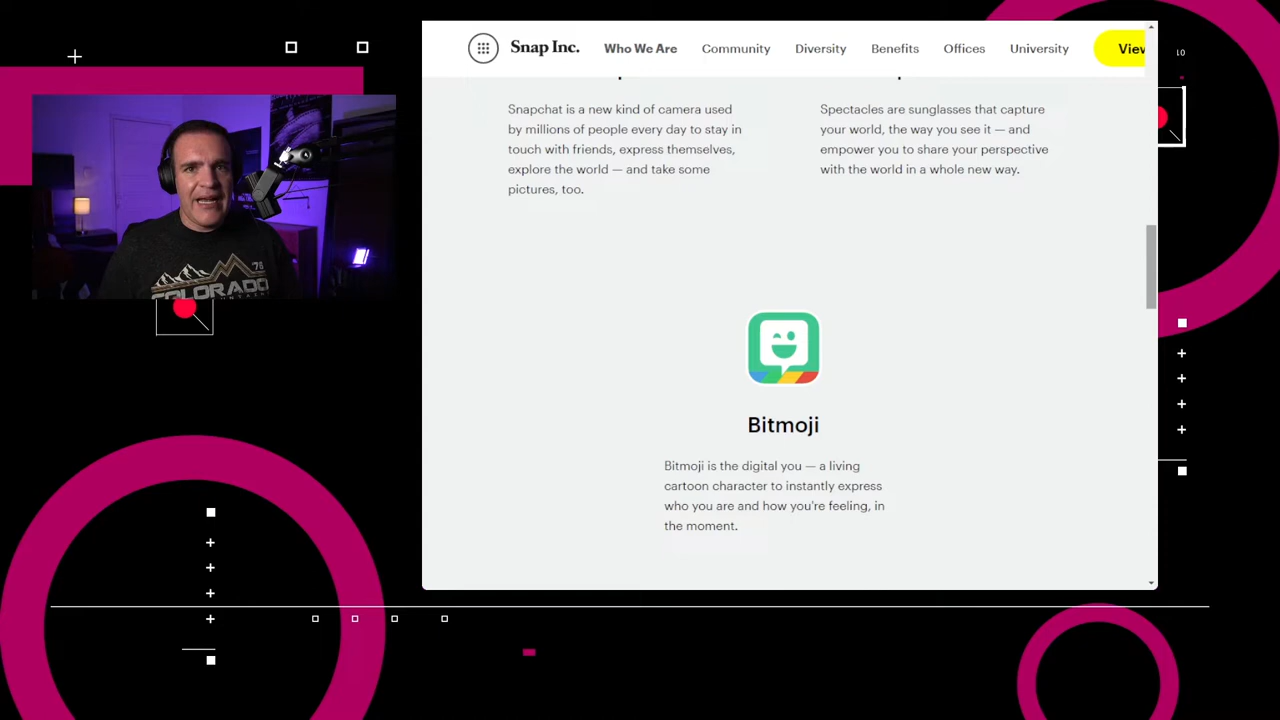 Snap Inc. Who We Are Community Diversity Benefits Offices University View
Snapchat is a new kind of camera used
by millions of people every day to stay in
touch with friends, express themselves,
explore the world — and take some
pictures, too.
Spectacles are sunglasses that capture
your world, the way you see it — and
empower you to share your perspective
with the world in a whole new way.
Bitmoji
Bitmoji is the digital you — a living
cartoon character to instantly express
who you are and how you're feeling, in
the moment.
'76
COLORADO